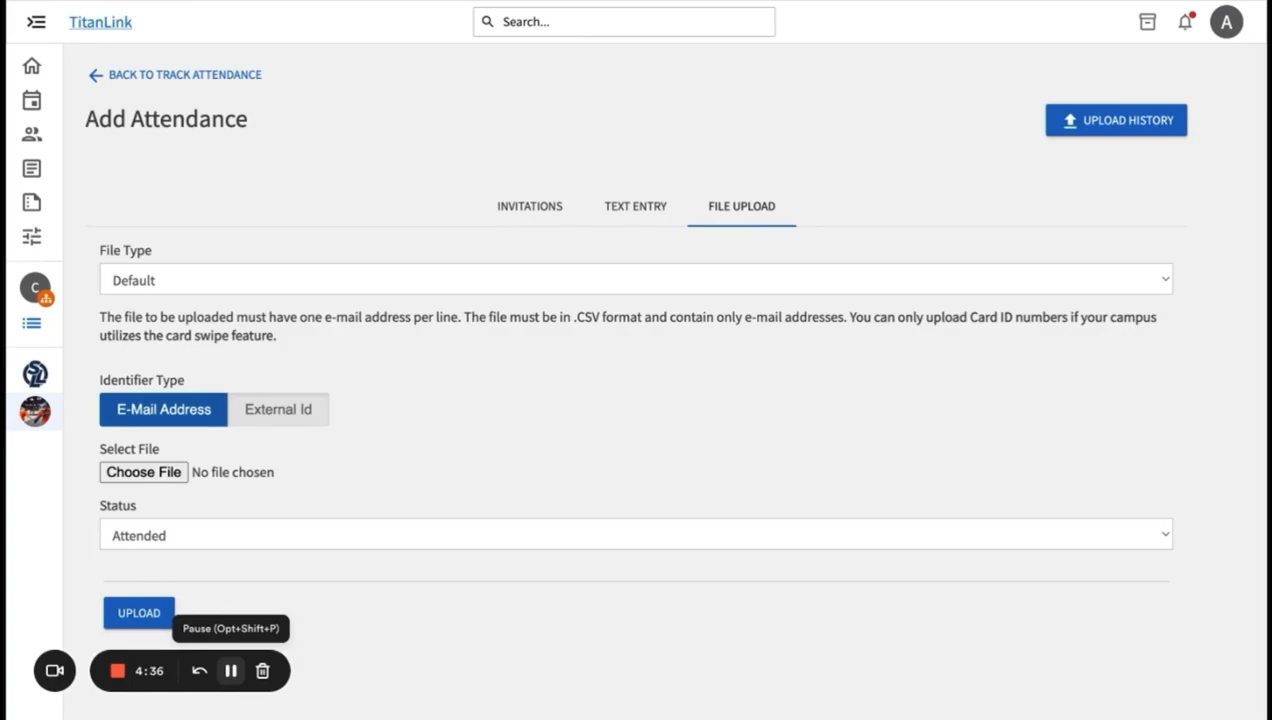 TitanLink
Search...
A
BACK TO TRACK ATTENDANCE
Add Attendance
UPLOAD HISTORY
INVITATIONS
TEXT ENTRY
FILE UPLOAD
File Type
Default
The file to be uploaded must have one e-mail address per line. The file must be in .CSV format and contain only e-mail addresses. You can only upload Card ID numbers if your campus
utilizes the card swipe feature.
C
Identifier Type
E-Mail Address
External Id
Select File
Choose File No file chosen
Status
Attended
UPLOAD
Pause (Opt+Shift+P)
4:36